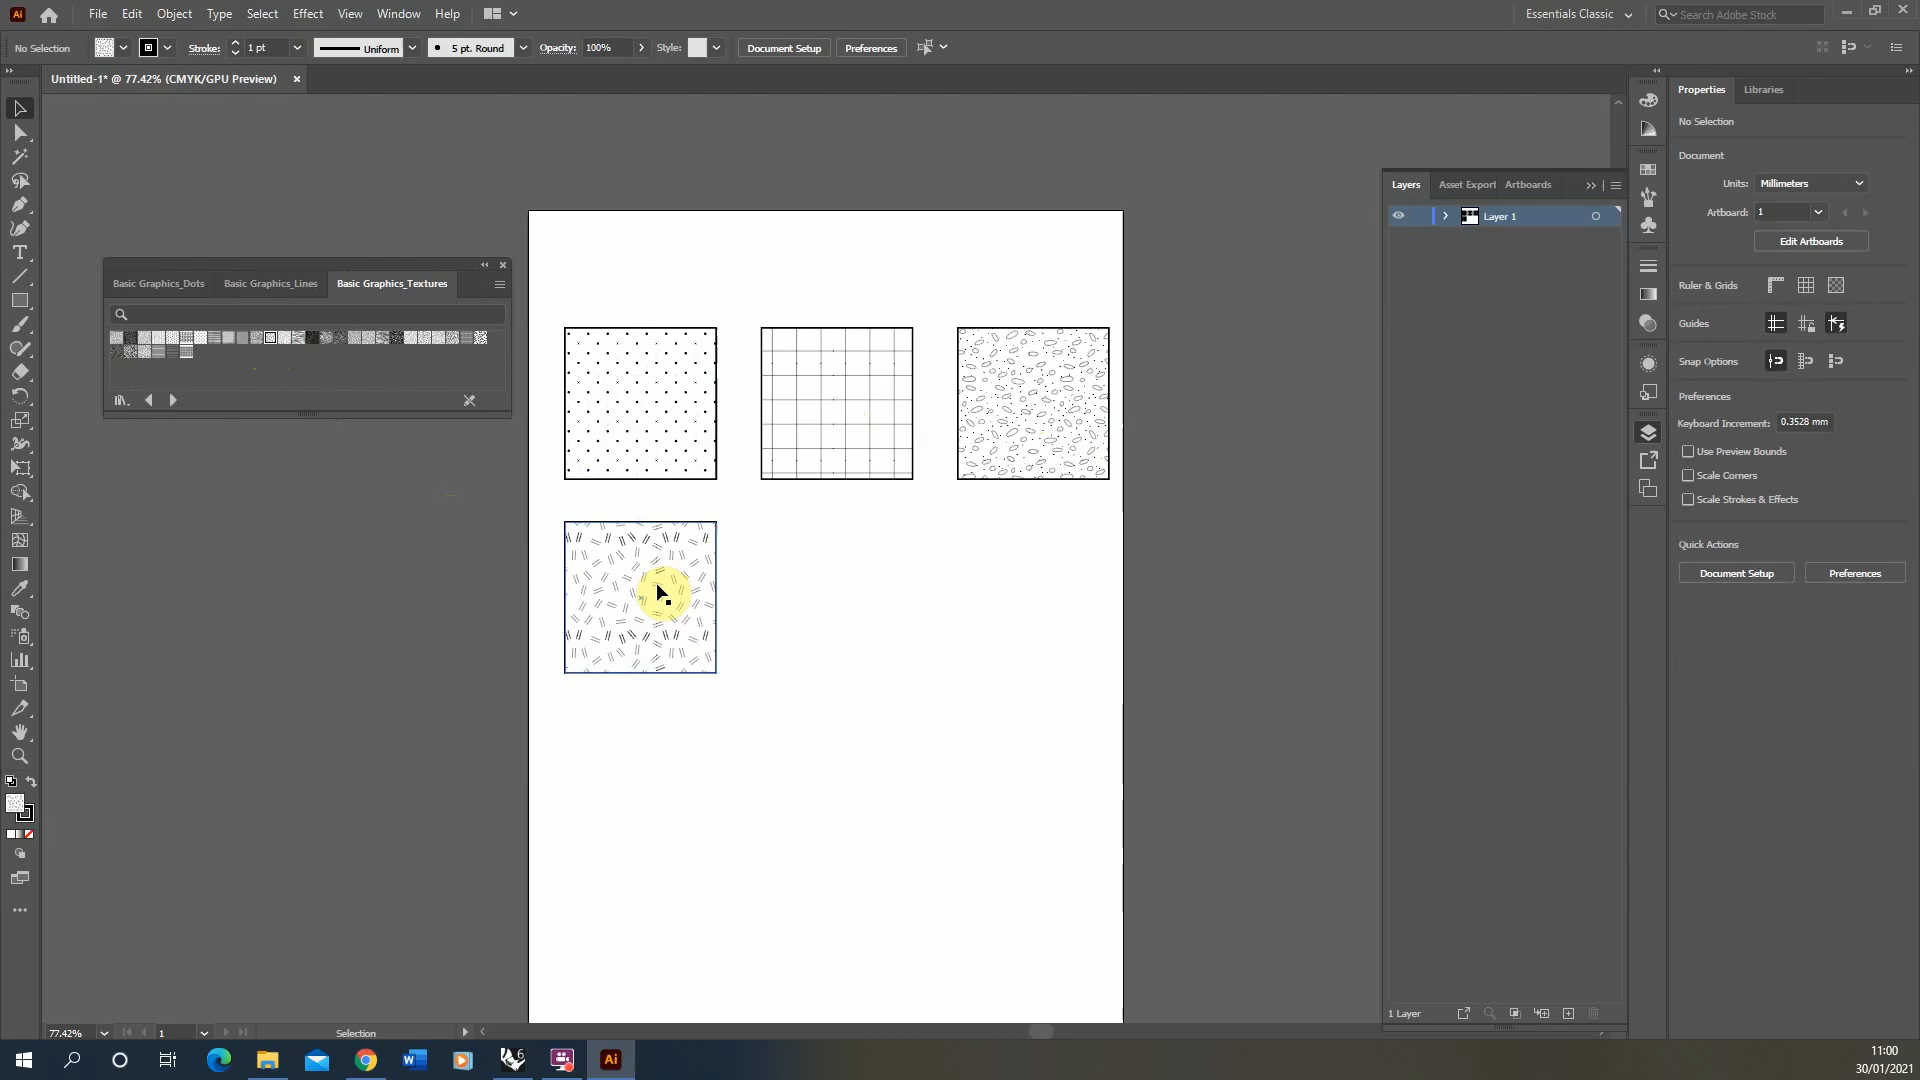 Ai File Edit Object Type Select Effect View Window Help Essentials Classic Search Adobe Stock
No Selection Stroke: 1 pt Uniform 5 pt. Round Opacity: 100% Style: Document Setup Preferences
Untitled-1* @ 77.42% (CMYK/GPU Preview)
Properties Libraries
No Selection
Document
Units: Millimeters
Artboard: 1
Edit Artboards
Ruler & Grids
Guides
Snap Options
Preferences
Keyboard Increment: 0.3528 mm
Use Preview Bounds
Scale Corners
Scale Strokes & Effects
Quick Actions
Document Setup Preferences
Layers Asset Export Artboards
Layer 1
1 Layer
Basic Graphics_Dots Basic Graphics_Lines Basic Graphics_Textures
77.42% 1 Selection
W 6 Ai
11:00
30/01/2021